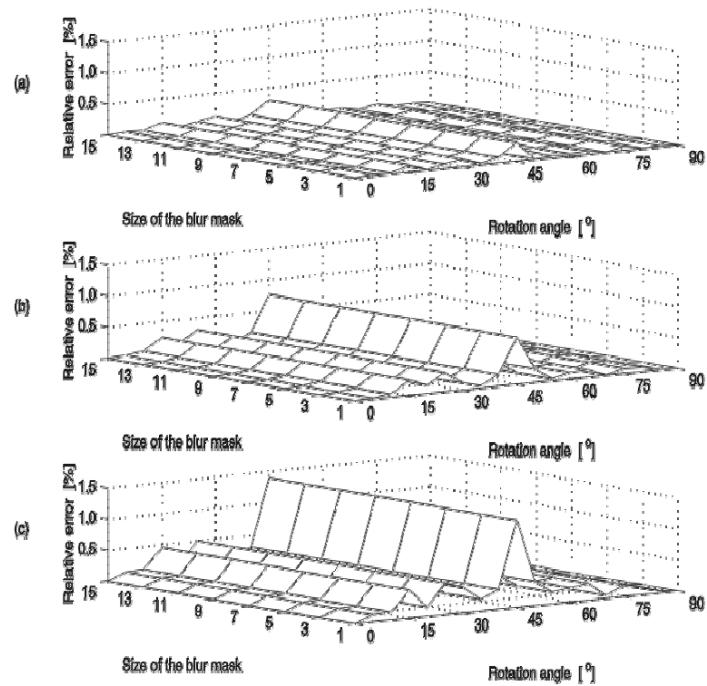 (a)
Relative error [%]
1.5
1.0
0.5
15 13 11 9 7 5 3 1
0 15 30 45 60 75 90
Size of the blur mask
Rotation angle [°]
(b)
Relative error [%]
1.5
1.0
0.5
15 13 11 9 7 5 3 1
0 15 30 45 60 75 90
Size of the blur mask
Rotation angle [°]
(c)
Relative error [%]
1.5
1.0
0.5
15 13 11 9 7 5 3 1
0 15 30 45 60 75 90
Size of the blur mask
Rotation angle [°]